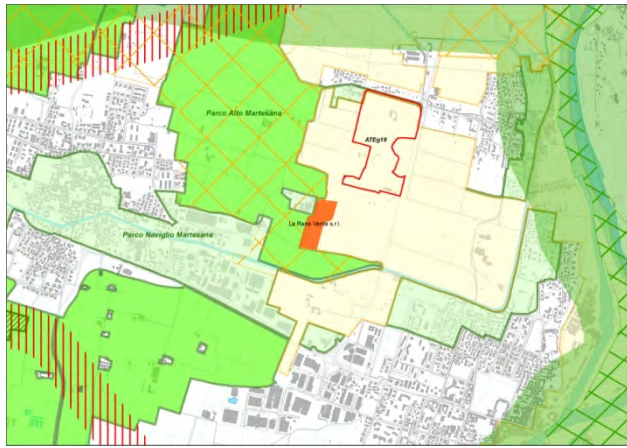 Parco Alto Martesana
ATEg19
La Rana Verde s.r.l.
Parco Naviglio Martesana